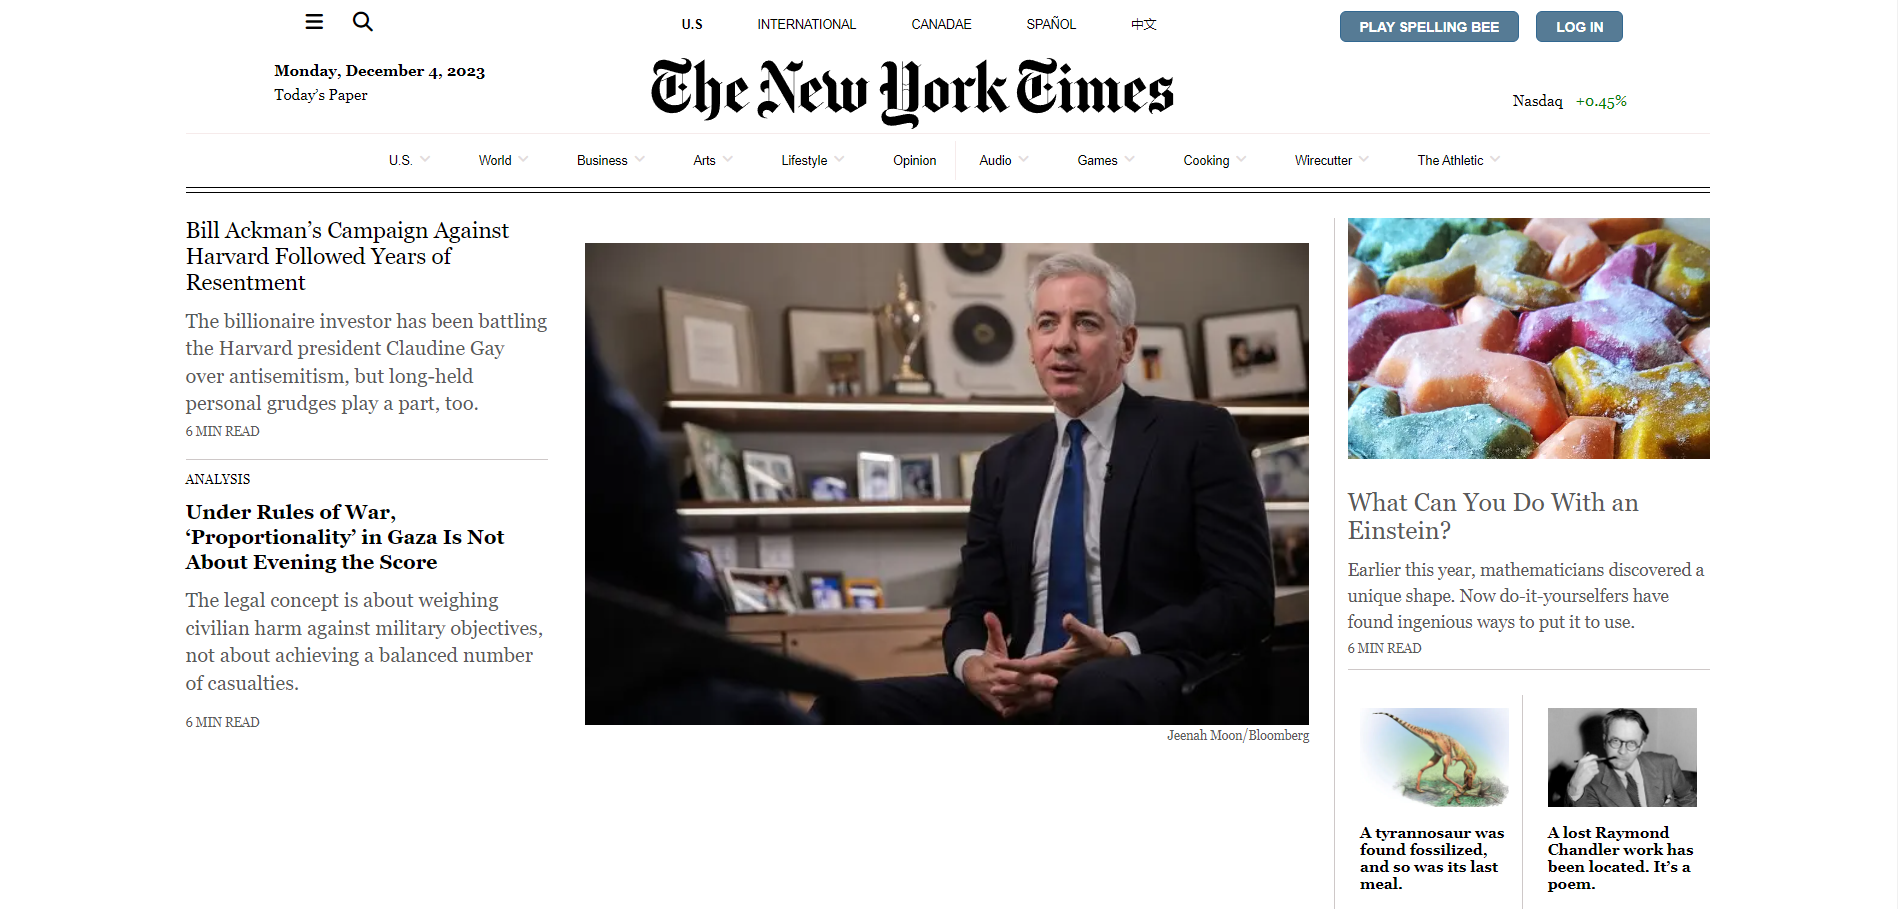 U.S
INTERNATIONAL
CANADAE
SPAÑOL
中文
PLAY SPELLING BEE
LOG IN
Monday, December 4, 2023
Today's Paper
The New York Times
Nasdaq +0.45%
U.S.
World
Business
Arts
Lifestyle
Opinion
Audio
Games
Cooking
Wirecutter
The Athletic
Bill Ackman's Campaign Against
Harvard Followed Years of
Resentment
The billionaire investor has been battling
the Harvard president Claudine Gay
over antisemitism, but long-held
personal grudges play a part, too.
6 MIN READ
ANALYSIS
Under Rules of War,
‘Proportionality’ in Gaza Is Not
About Evening the Score
The legal concept is about weighing
civilian harm against military objectives,
not about achieving a balanced number
of casualties.
6 MIN READ
Jeenah Moon/Bloomberg
What Can You Do With an
Einstein?
Earlier this year, mathematicians discovered a
unique shape. Now do-it-yourselfers have
found ingenious ways to put it to use.
6 MIN READ
A tyrannosaur was
found fossilized,
and so was its last
meal.
A lost Raymond
Chandler work has
been located. It's a
poem.